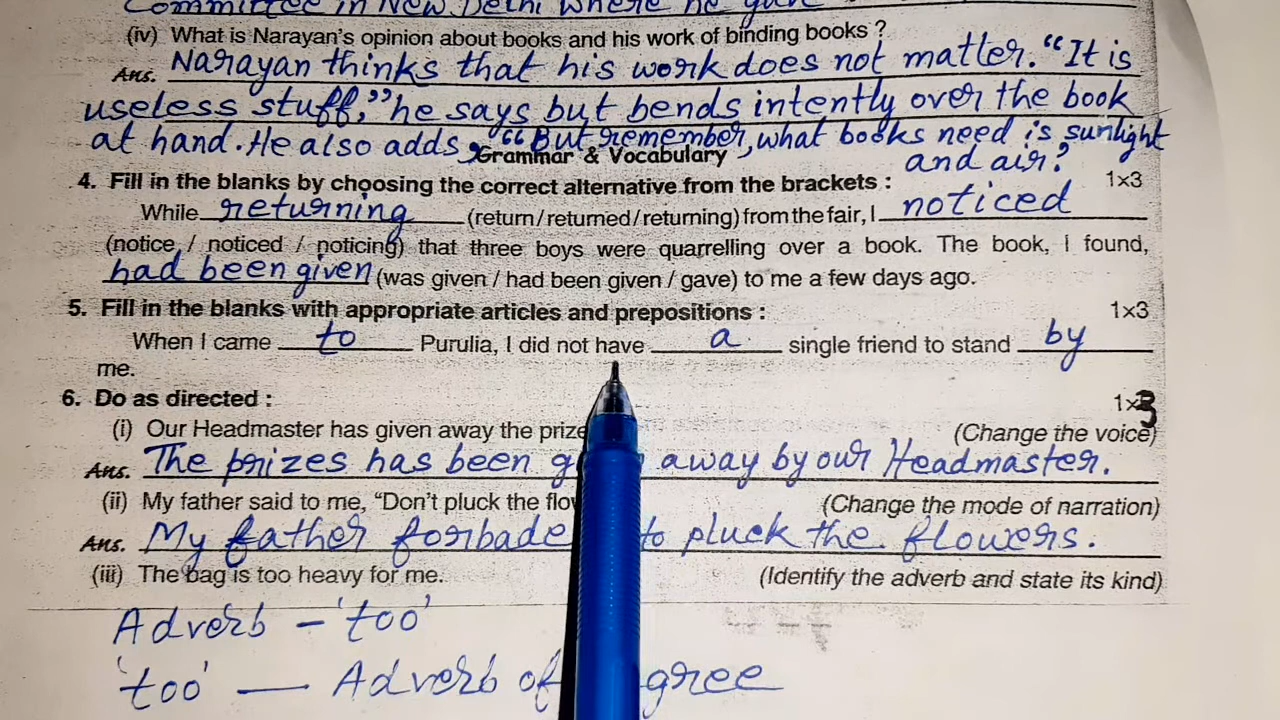 Committee in New Delhi where he gave
(iv) What is Narayan's opinion about books and his work of binding books ?
Ans. Narayan thinks that his work does not matter. “It is
useless stuff,” he says but bends intently over the book
at hand. He also adds, “But remember, what books need is sunlight
and air?
Grammar & Vocabulary
4. Fill in the blanks by choosing the correct alternative from the brackets : 1×3
While returning (return / returned / returning) from the fair, I noticed
(notice / noticed / noticing) that three boys were quarrelling over a book. The book, I found,
had been given (was given / had been given / gave) to me a few days ago.
5. Fill in the blanks with appropriate articles and prepositions : 1×3
When I came to Purulia, I did not have a single friend to stand by
me.
6. Do as directed : 1×3
(i) Our Headmaster has given away the prize (Change the voice)
Ans. The prizes has been g away by our Headmaster.
(ii) My father said to me, “Don't pluck the flo (Change the mode of narration)
Ans. My father forbade to pluck the flowers.
(iii) The bag is too heavy for me. (Identify the adverb and state its kind)
Adverb – 'too'
'too' — Adverb of gree